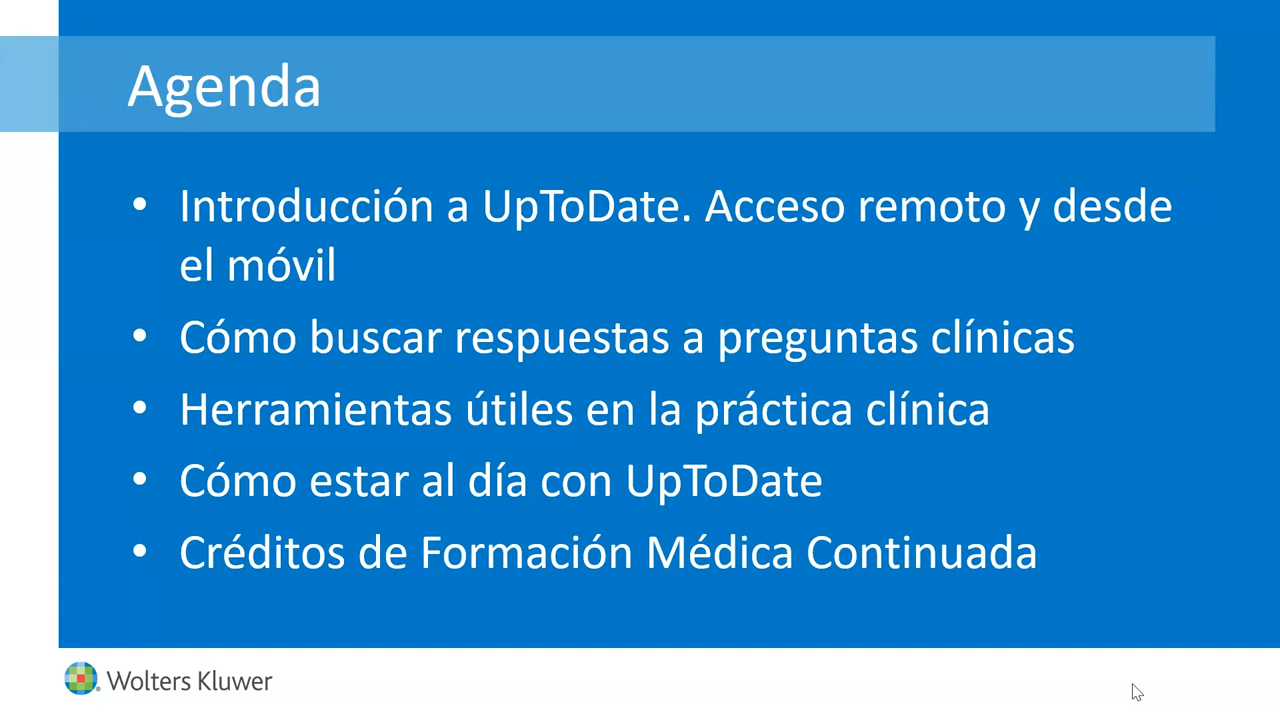 Agenda
• Introducción a UpToDate. Acceso remoto y desde
el móvil
• Cómo buscar respuestas a preguntas clínicas
• Herramientas útiles en la práctica clínica
• Cómo estar al día con UpToDate
• Créditos de Formación Médica Continuada
Wolters Kluwer